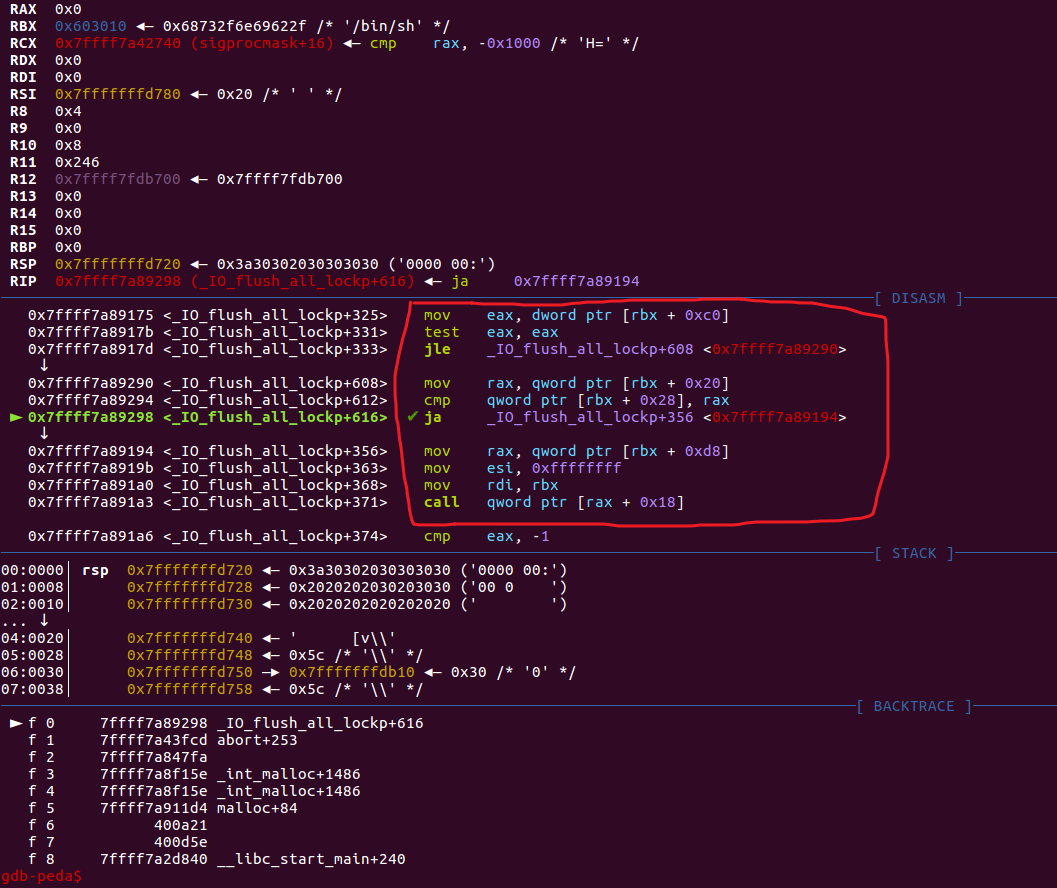 RAX 0x0
RBX 0x603010 ◂— 0x68732f6e69622f /* '/bin/sh' */
RCX 0x7ffff7a42740 (sigprocmask+16) ◂— cmp rax, -0x1000 /* 'H=' */
RDX 0x0
RDI 0x0
RSI 0x7fffffffd780 ◂— 0x20 /* ' ' */
R8 0x4
R9 0x0
R10 0x8
R11 0x246
R12 0x7ffff7fdb700 ◂— 0x7ffff7fdb700
R13 0x0
R14 0x0
R15 0x0
RBP 0x0
RSP 0x7fffffffd720 ◂— 0x3a30302030303030 ('0000 00:')
RIP 0x7ffff7a89298 (_IO_flush_all_lockp+616) ◂— ja 0x7ffff7a89194
[ DISASM ]
0x7ffff7a89175 <_IO_flush_all_lockp+325> mov eax, dword ptr [rbx + 0xc0]
0x7ffff7a8917b <_IO_flush_all_lockp+331> test eax, eax
0x7ffff7a8917d <_IO_flush_all_lockp+333> jle _IO_flush_all_lockp+608 <0x7ffff7a89290>
↓
0x7ffff7a89290 <_IO_flush_all_lockp+608> mov rax, qword ptr [rbx + 0x20]
0x7ffff7a89294 <_IO_flush_all_lockp+612> cmp qword ptr [rbx + 0x28], rax
► 0x7ffff7a89298 <_IO_flush_all_lockp+616> ✔ ja _IO_flush_all_lockp+356 <0x7ffff7a89194>
↓
0x7ffff7a89194 <_IO_flush_all_lockp+356> mov rax, qword ptr [rbx + 0xd8]
0x7ffff7a8919b <_IO_flush_all_lockp+363> mov esi, 0xffffffff
0x7ffff7a891a0 <_IO_flush_all_lockp+368> mov rdi, rbx
0x7ffff7a891a3 <_IO_flush_all_lockp+371> call qword ptr [rax + 0x18]
0x7ffff7a891a6 <_IO_flush_all_lockp+374> cmp eax, -1
[ STACK ]
00:0000│ rsp 0x7fffffffd720 ◂— 0x3a30302030303030 ('0000 00:')
01:0008│ 0x7fffffffd728 ◂— 0x2020202030203030 ('00 0    ')
02:0010│ 0x7fffffffd730 ◂— 0x2020202020202020 ('        ')
... ↓
04:0020│ 0x7fffffffd740 ◂— '      [v\\'
05:0028│ 0x7fffffffd748 ◂— 0x5c /* '\\' */
06:0030│ 0x7fffffffd750 —▸ 0x7fffffffdb10 ◂— 0x30 /* '0' */
07:0038│ 0x7fffffffd758 ◂— 0x5c /* '\\' */
[ BACKTRACE ]
► f 0 7ffff7a89298 _IO_flush_all_lockp+616
f 1 7ffff7a43fcd abort+253
f 2 7ffff7a847fa
f 3 7ffff7a8f15e _int_malloc+1486
f 4 7ffff7a8f15e _int_malloc+1486
f 5 7ffff7a911d4 malloc+84
f 6 400a21
f 7 400d5e
f 8 7ffff7a2d840 __libc_start_main+240
gdb-peda$